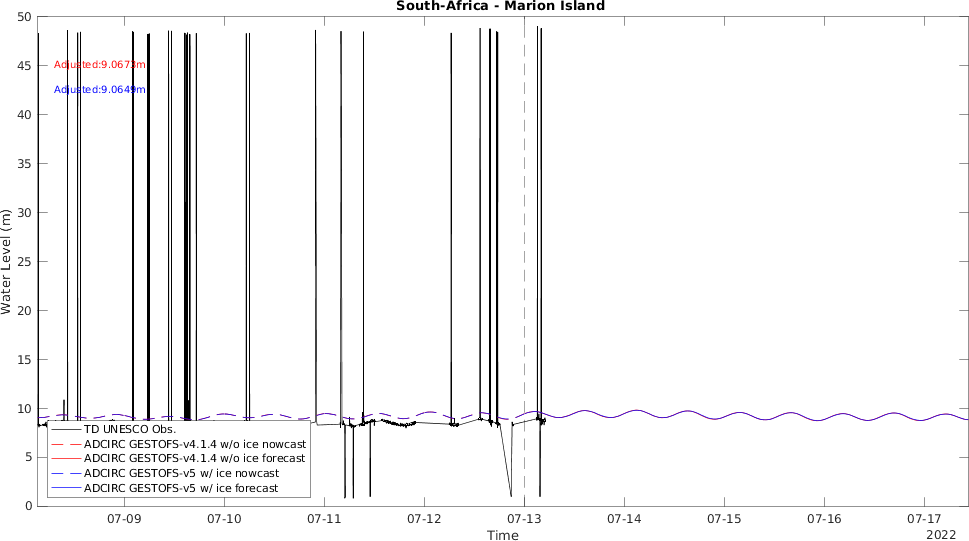 South-Africa - Marion Island
50
45
40
35
30
25
20
15
10
5
0
Water Level (m)
Adjusted:9.0673m
Adjusted:9.0649m
TD UNESCO Obs.
ADCIRC GESTOFS-v4.1.4 w/o ice nowcast
ADCIRC GESTOFS-v4.1.4 w/o ice forecast
ADCIRC GESTOFS-v5 w/ ice nowcast
ADCIRC GESTOFS-v5 w/ ice forecast
07-09 07-10 07-11 07-12 07-13 07-14 07-15 07-16 07-17
Time
2022